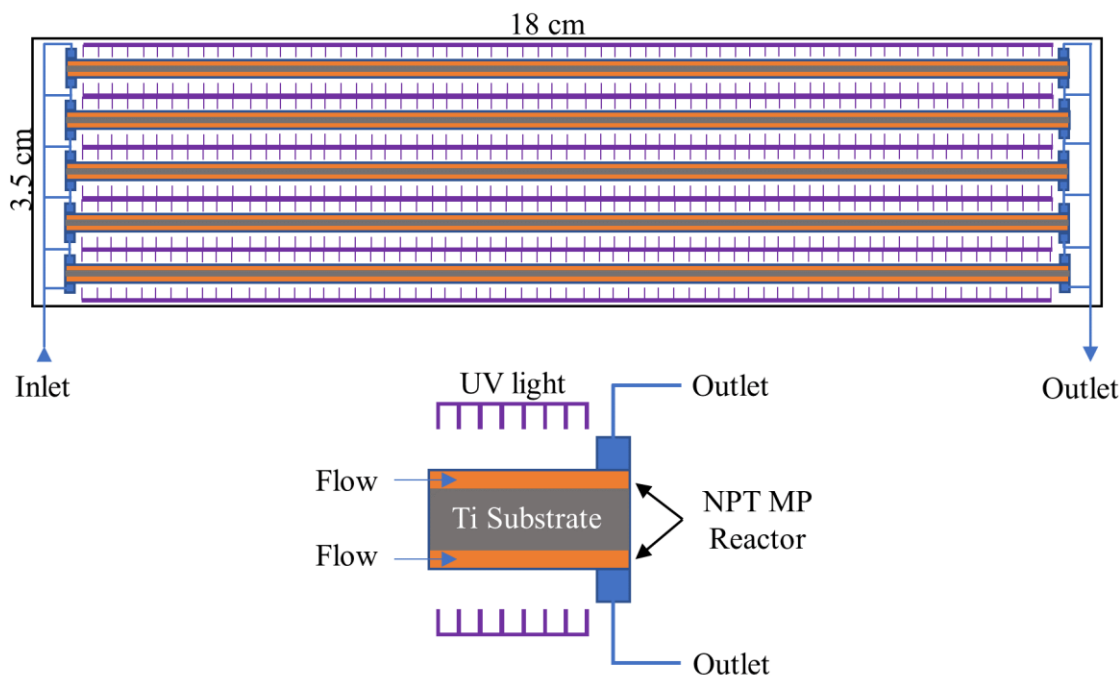 18 cm
3.5 cm
Inlet
Outlet
UV light
Outlet
Flow
Ti Substrate
NPT MP
Reactor
Flow
Outlet